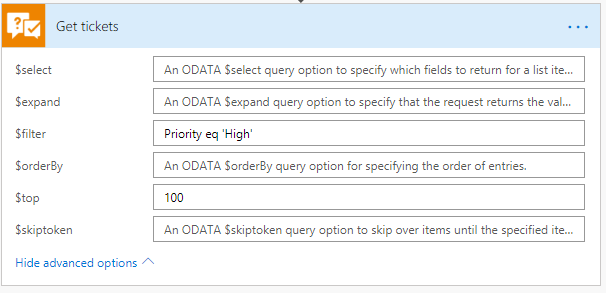 Get tickets
$select An ODATA $select query option to specify which fields to return for a list ite...
$expand An ODATA $expand query option to specify that the request returns the val...
$filter Priority eq 'High'
$orderBy An ODATA $orderBy query option for specifying the order of entries.
$top 100
$skiptoken An ODATA $skiptoken query option to skip over items until the specified ite...
Hide advanced options